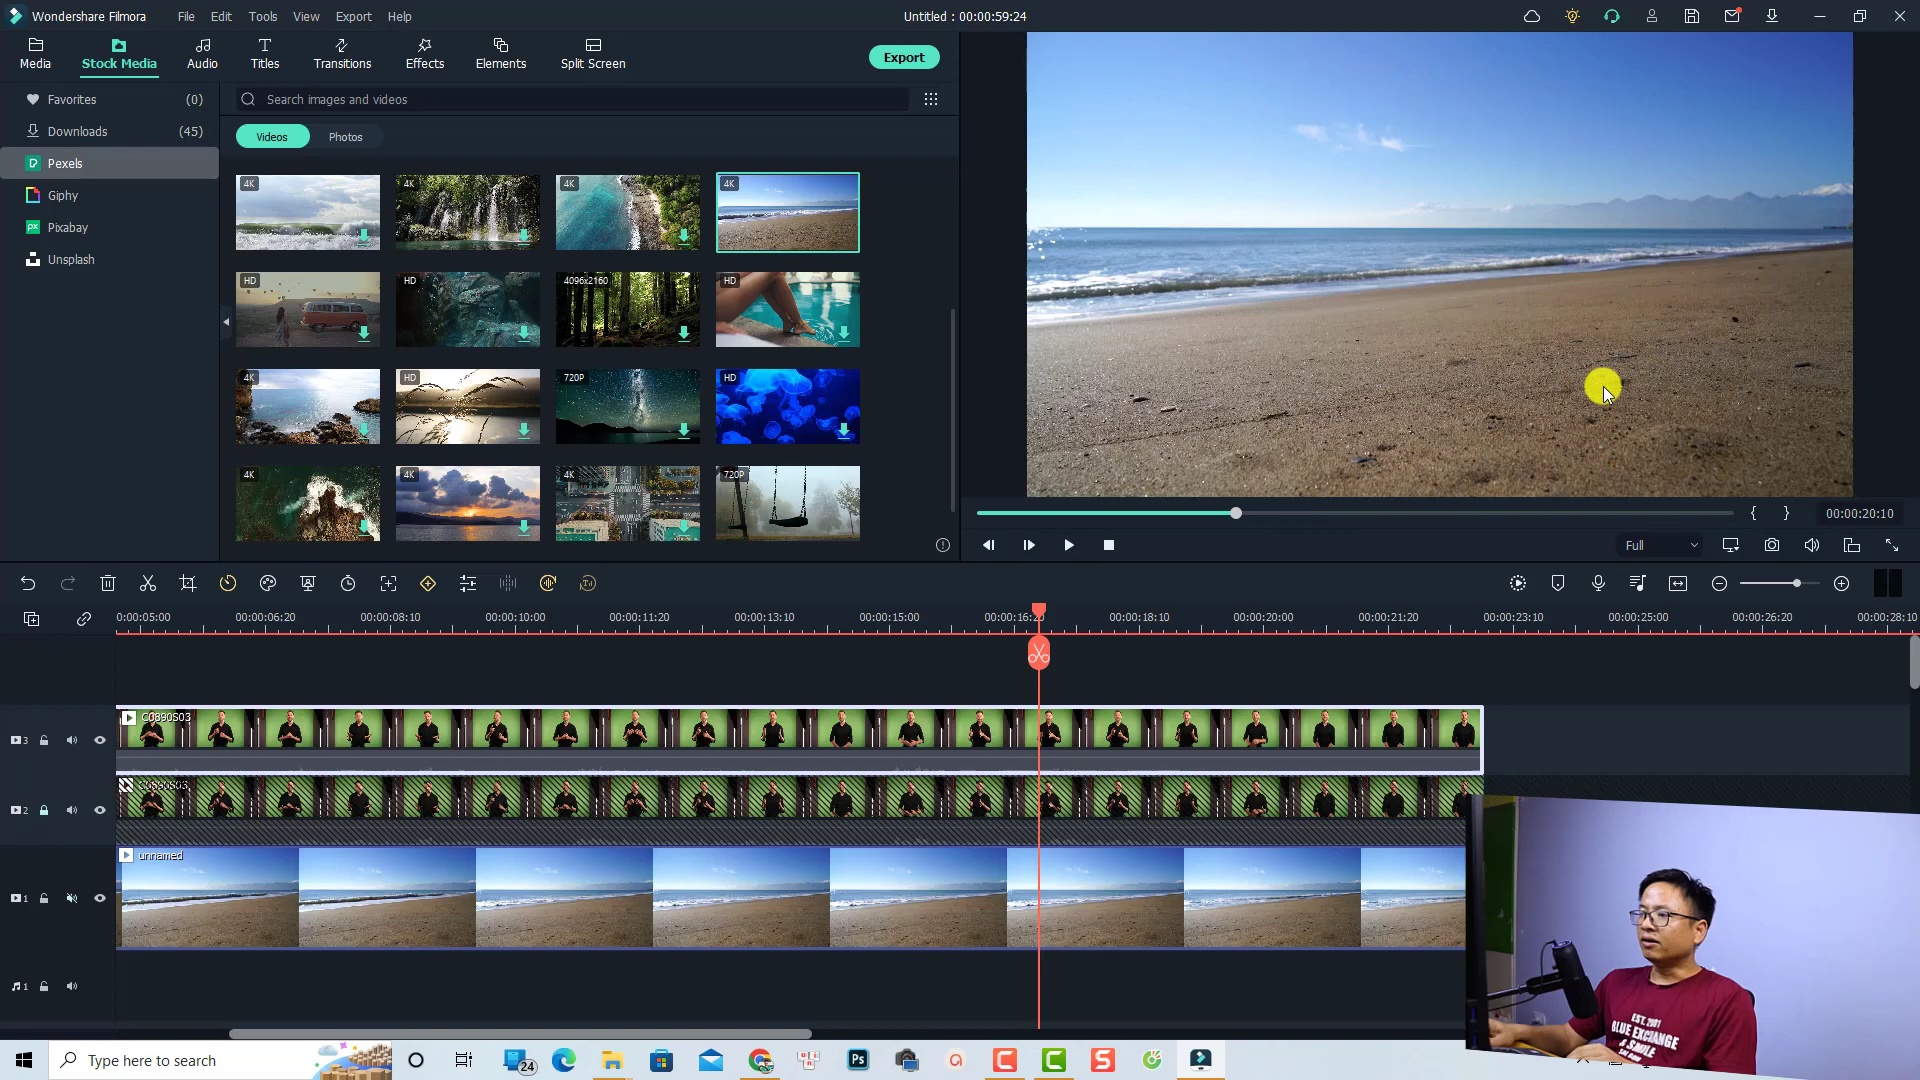 Wondershare Filmora
File Edit Tools View Export Help
Untitled : 00:00:59:24
Media
Stock Media
Audio
Titles
Transitions
Effects
Elements
Split Screen
Export
Favorites (0)
Downloads (45)
Pexels
Giphy
Pixabay
Unsplash
Search images and videos
Videos
Photos
4K
4K
4K
4K
HD
HD
4096x2160
HD
4K
HD
720P
HD
4K
4K
4K
720P
{ } 00:00:20:10
Full
0:00:05:00
00:00:06:20
00:00:08:10
00:00:10:00
00:00:11:20
00:00:13:10
00:00:15:00
00:00:16:20
00:00:18:10
00:00:20:00
00:00:21:20
00:00:23:10
00:00:25:00
00:00:26:20
00:00:28:10
3
C0890S03
2
C0890S03
1
unnamed
1
EST. 2001
BLUE EXCHANGE
& SMILE
Type here to search
24
Ps
C
C
S